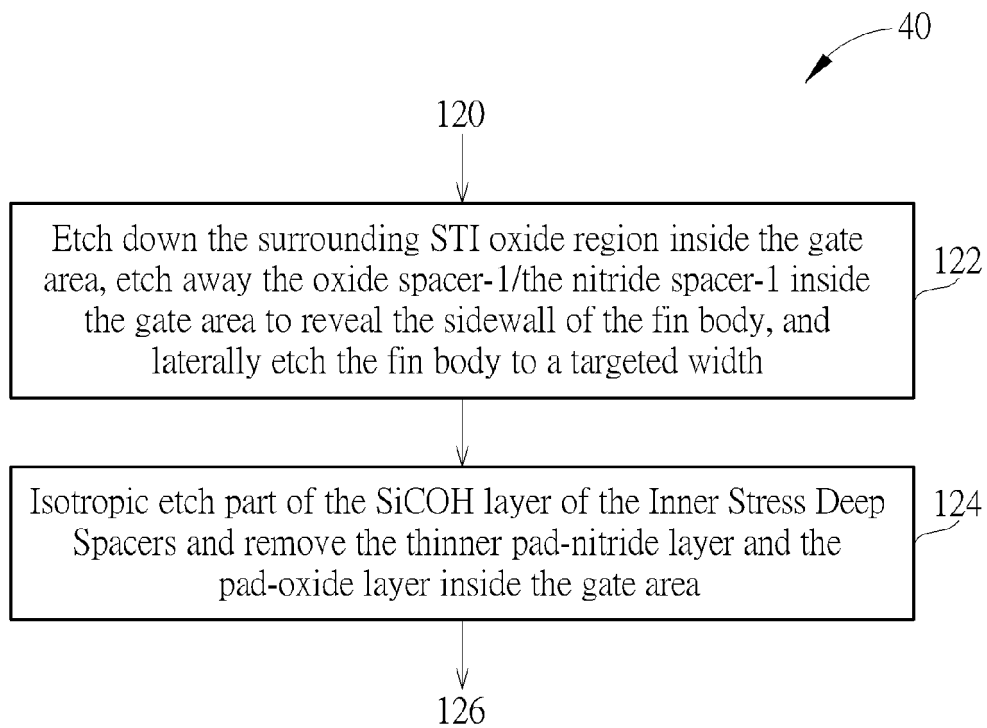 40
120
Etch down the surrounding STI oxide region inside the gate
area, etch away the oxide spacer-1/the nitride spacer-1 inside
the gate area to reveal the sidewall of the fin body, and
laterally etch the fin body to a targeted width
122
Isotropic etch part of the SiCOH layer of the Inner Stress Deep
Spacers and remove the thinner pad-nitride layer and the
pad-oxide layer inside the gate area
124
126